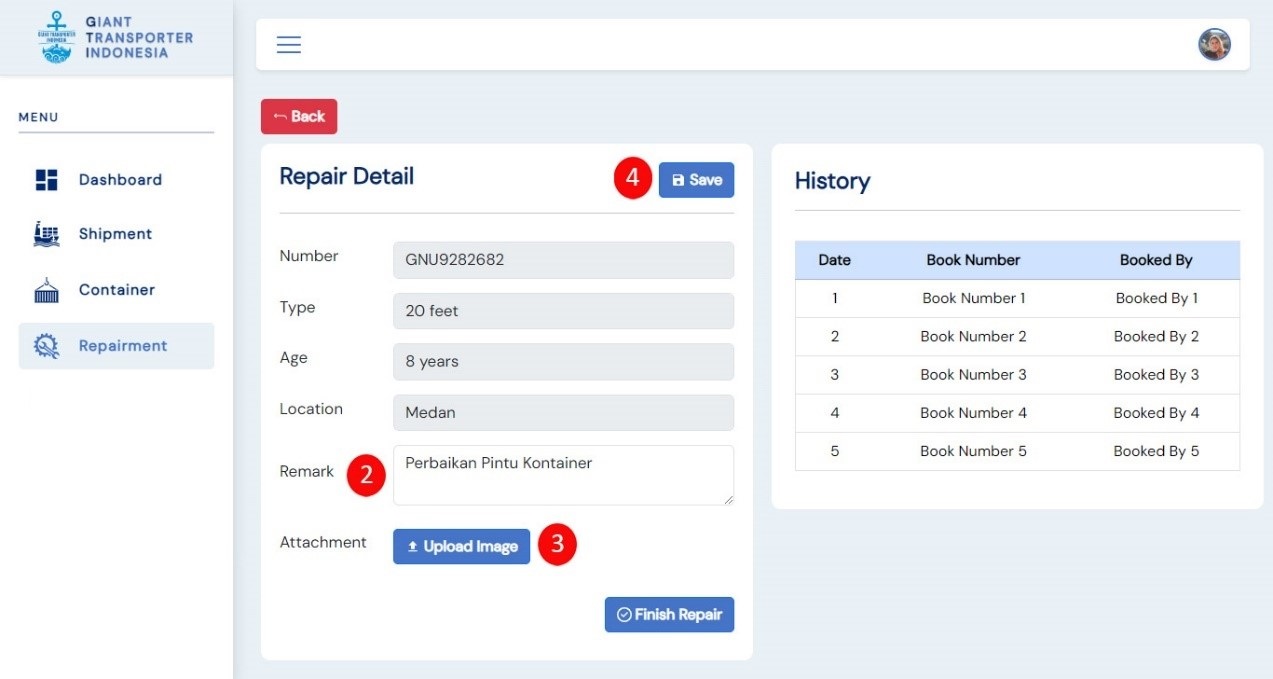 GIANT
TRANSPORTER
INDONESIA
MENU
Dashboard
Shipment
Container
Repairment
Back
Repair Detail
4
Save
Number
GNU9282682
Type
20 feet
Age
8 years
Location
Medan
Remark
2
Perbaikan Pintu Kontainer
Attachment
Upload Image
3
Finish Repair
History
Date Book Number Booked By
1 Book Number 1 Booked By 1
2 Book Number 2 Booked By 2
3 Book Number 3 Booked By 3
4 Book Number 4 Booked By 4
5 Book Number 5 Booked By 5